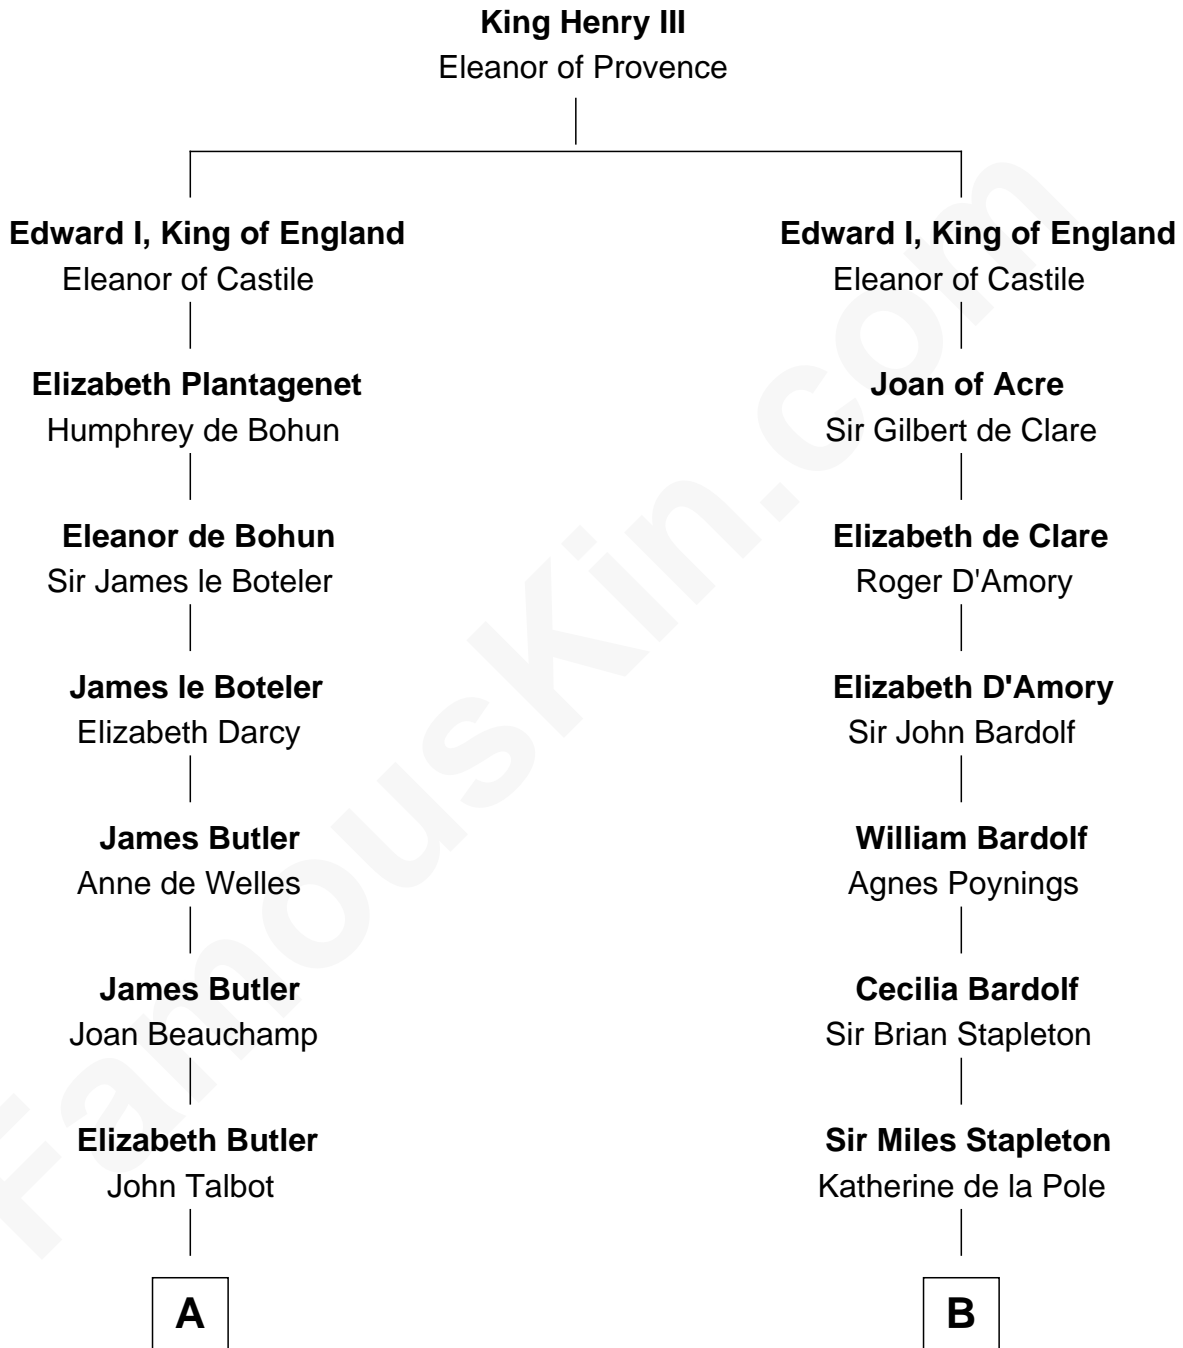 King Henry III
Eleanor of Provence
Edward I, King of England
Eleanor of Castile
Edward I, King of England
Eleanor of Castile
Elizabeth Plantagenet
Humphrey de Bohun
Joan of Acre
Sir Gilbert de Clare
Eleanor de Bohun
Sir James le Boteler
Elizabeth de Clare
Roger D'Amory
James le Boteler
Elizabeth Darcy
Elizabeth D'Amory
Sir John Bardolf
James Butler
Anne de Welles
William Bardolf
Agnes Poynings
James Butler
Joan Beauchamp
Cecilia Bardolf
Sir Brian Stapleton
Elizabeth Butler
John Talbot
Sir Miles Stapleton
Katherine de la Pole
A
B
FamousKin.com